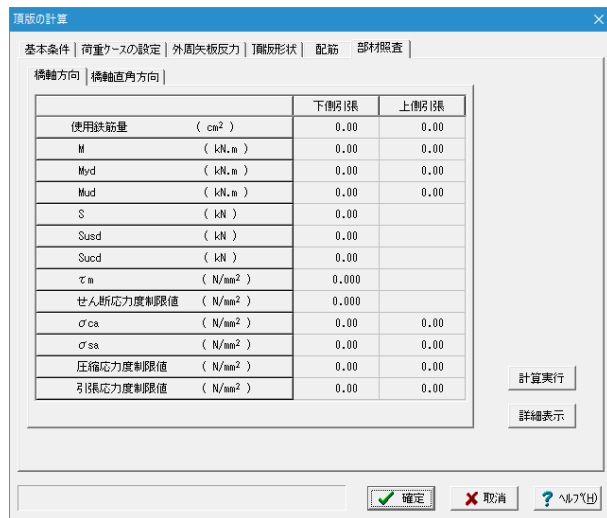 頂版の計算 ×
基本条件 荷重ケースの設定 外周矢板反力 頂版形状 配筋 部材照査
橋軸方向 橋軸直角方向
下側引張 上側引張
使用鉄筋量 ( cm2 ) 0.00 0.00
M ( kN.m ) 0.00 0.00
Myd ( kN.m ) 0.00 0.00
Mud ( kN.m ) 0.00 0.00
S ( kN ) 0.00
Susd ( kN ) 0.00
Sucd ( kN ) 0.00
τm ( N/mm2 ) 0.000
せん断応力度制限値 ( N/mm2 ) 0.000
σca ( N/mm2 ) 0.00 0.00
σsa ( N/mm2 ) 0.00 0.00
圧縮応力度制限値 ( N/mm2 ) 0.00 0.00
引張応力度制限値 ( N/mm2 ) 0.00 0.00
計算実行
詳細表示
確定 取消 ? ヘルプ(H)